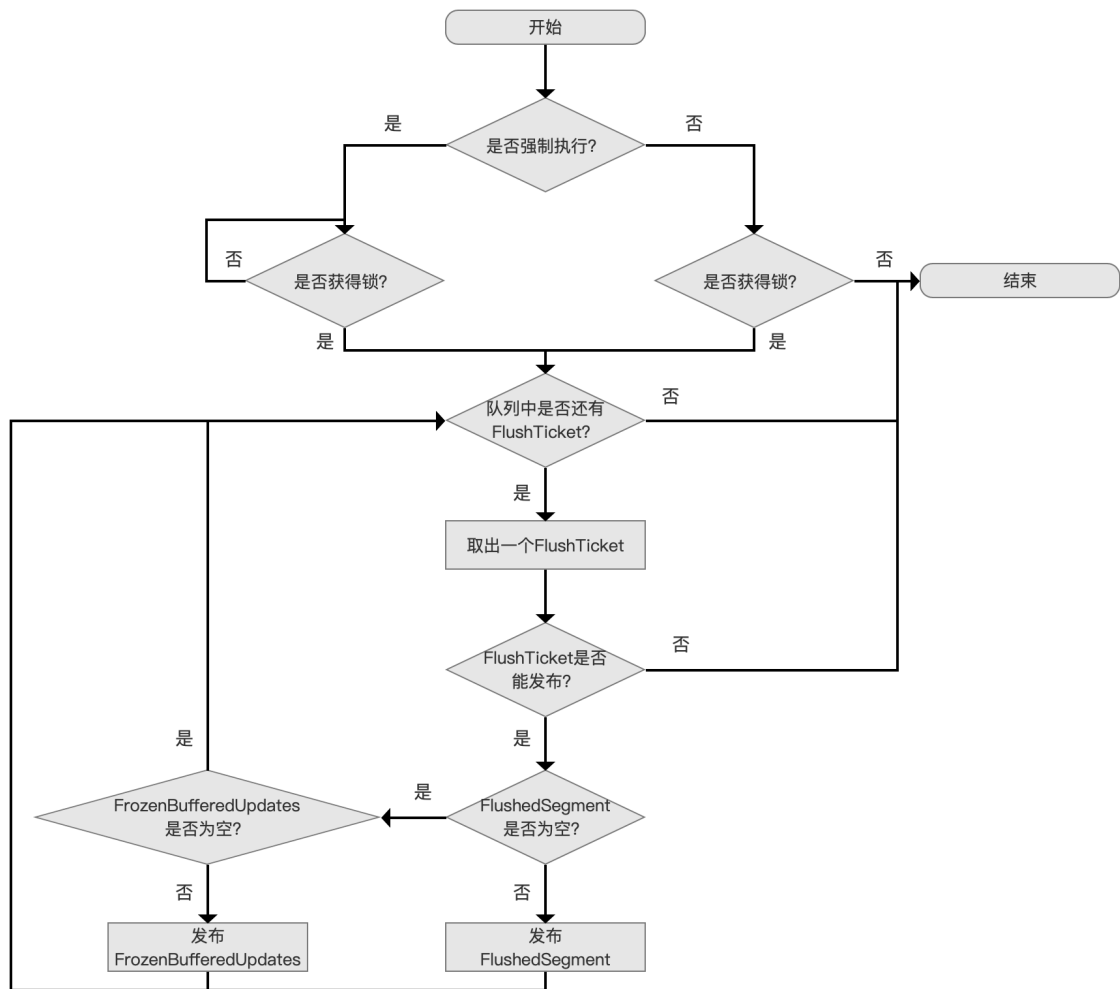 开始
是
否
是否强制执行?
否
是否获得锁?
是否获得锁?
否
结束
是
是
队列中是否还有
FlushTicket?
否
是
取出一个FlushTicket
FlushTicket是否
能发布?
否
是
是
FrozenBufferedUpdates
是否为空?
是
FlushedSegment
是否为空?
否
否
发布
FrozenBufferedUpdates
发布
FlushedSegment